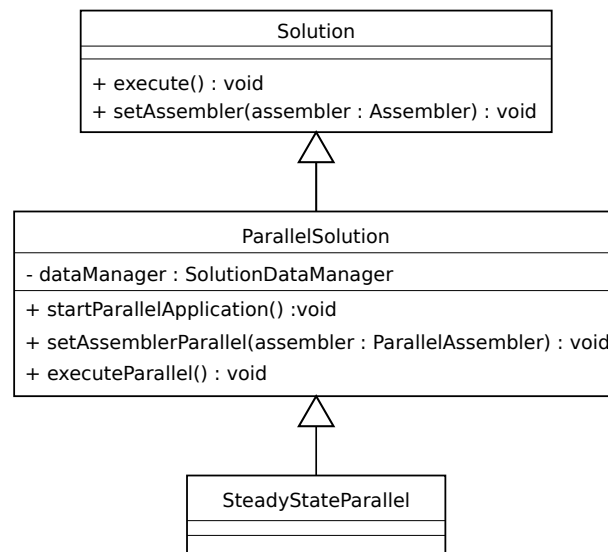 Solution
+ execute() : void
+ setAssembler(assembler : Assembler) : void
ParallelSolution
- dataManager : SolutionDataManager
+ startParallelApplication() :void
+ setAssemblerParallel(assembler : ParallelAssembler) : void
+ executeParallel() : void
SteadyStateParallel